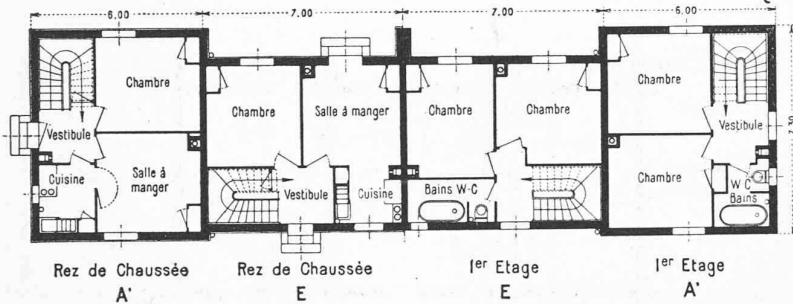 6,00 7,00 7,00 6,00
Chambre
Vestibule
Cuisine
Salle à manger
Chambre
Salle à manger
Vestibule
Cuisine
Chambre
Chambre
Bains W-C
Chambre
Vestibule
Chambre
W C
Bains
Rez de Chaussée
A'
Rez de Chaussée
E
1er Etage
E
1er Etage
A'